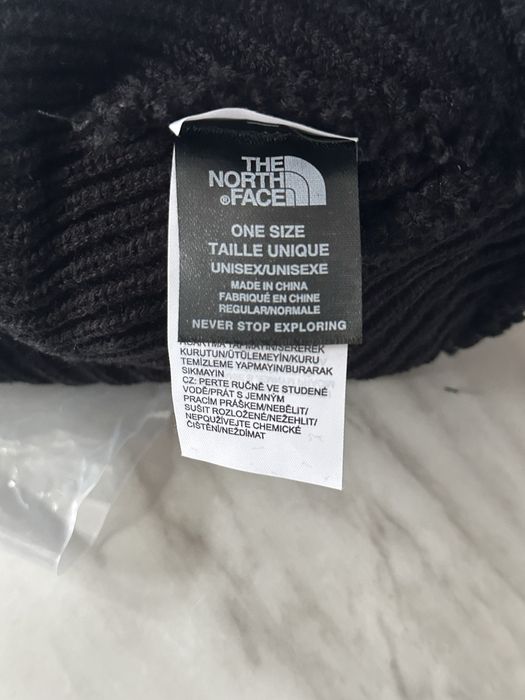 THE
NORTH
®FACE
ONE SIZE
TAILLE UNIQUE
UNISEX/UNISEXE
MADE IN CHINA
FABRIQUÉ EN CHINE
REGULAR/NORMALE
NEVER STOP EXPLORING
KURUTUN/ÜTÜLEMEYİN/KURU
TEMİZLEME YAPMAYIN/BURARAK
SIKMAYIN
CZ: PERTE RUČNĚ VE STUDENÉ
VODĚ/PRÁT S JEMNÝM
PRACÍM PRÁŠKEM/NEBĚLIT/
SUŠIT ROZLOŽENÉ/NEŽEHLIT/
NEPOUŽÍVEJTE CHEMICKÉ
ČIŠTĚNÍ/NEŽDÍMAT